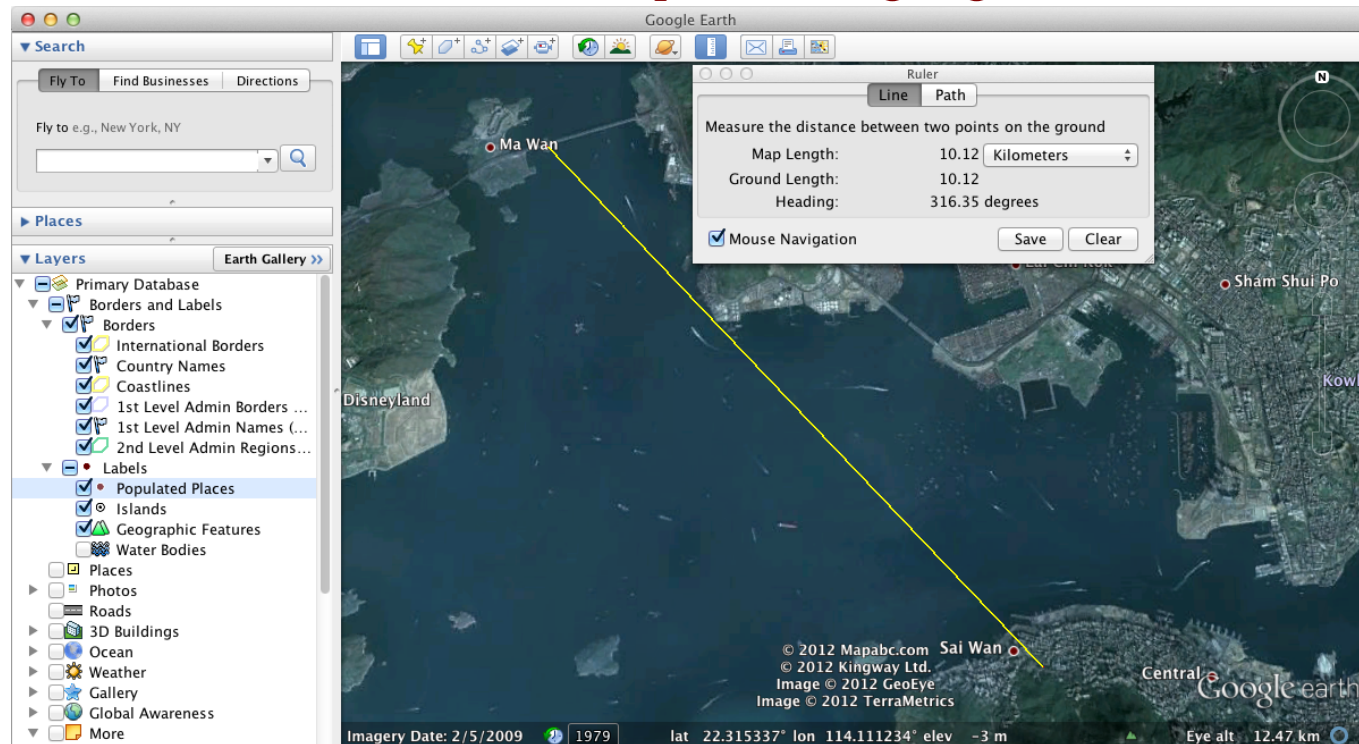 Google Earth
Search
Fly To Find Businesses Directions
Fly to e.g., New York, NY
Places
Layers
Earth Gallery >>
Primary Database
Borders and Labels
Borders
International Borders
Country Names
Coastlines
1st Level Admin Borders ...
1st Level Admin Names (...
2nd Level Admin Regions...
Labels
Populated Places
Islands
Geographic Features
Water Bodies
Places
Photos
Roads
3D Buildings
Ocean
Weather
Gallery
Global Awareness
More
Ruler
Line Path
Measure the distance between two points on the ground
Map Length: 10.12 Kilometers
Ground Length: 10.12
Heading: 316.35 degrees
Mouse Navigation Save Clear
N
Ma Wan
Sham Shui Po
Kowl
Disneyland
Sai Wan
Central
© 2012 Mapabc.com
© 2012 Kingway Ltd.
Image © 2012 GeoEye
Image © 2012 TerraMetrics
Google earth
Imagery Date: 2/5/2009 1979 lat 22.315337° lon 114.111234° elev -3 m Eye alt 12.47 km